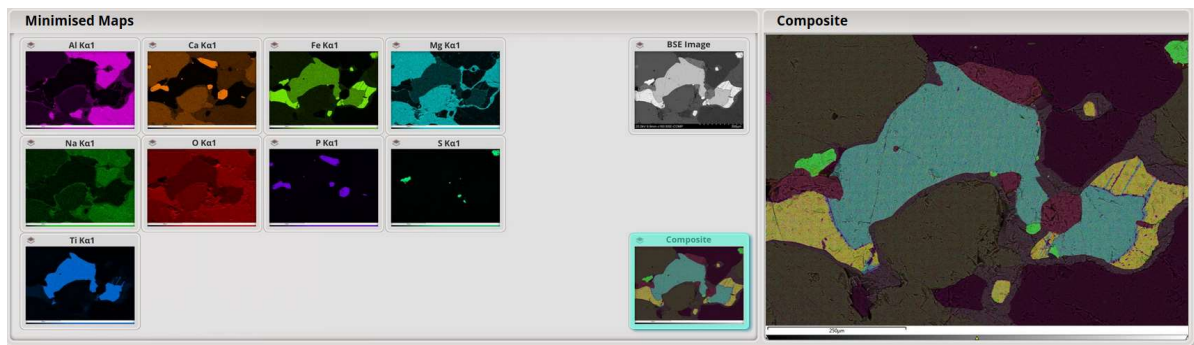 Minimised Maps
Composite
Al Kα1
Ca Kα1
Fe Kα1
Mg Kα1
BSE Image
Na Kα1
O Kα1
P Kα1
S Kα1
Ti Kα1
Composite
250μm